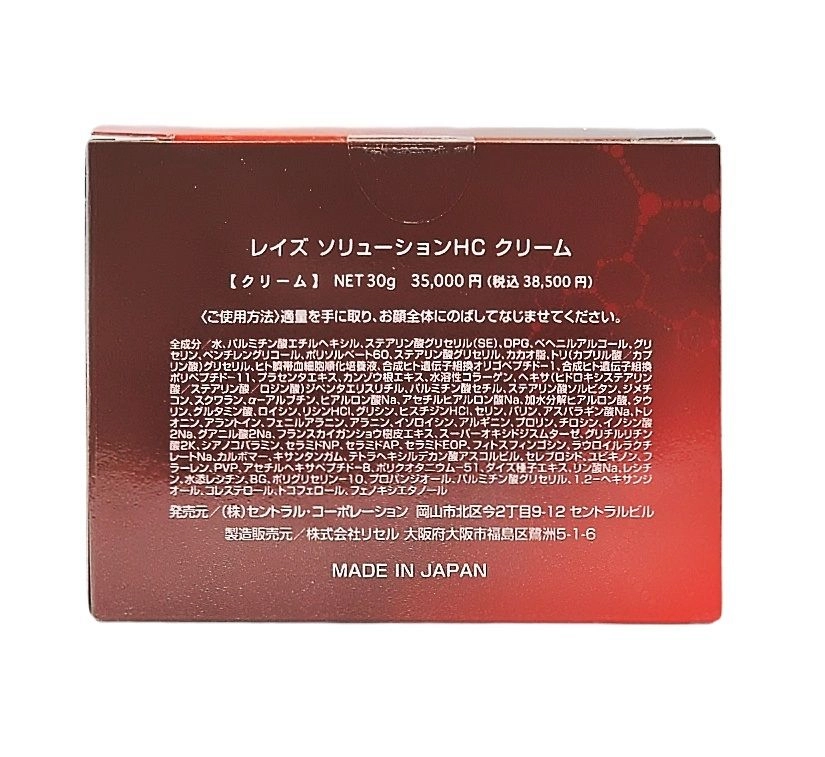 レイズ ソリューションHC クリーム
【クリーム】 NET 30g 35,000円(税込 38,500円)
〈ご使用方法〉適量を手に取り、お顔全体にのばしてなじませてください。
全成分／水、パルミチン酸エチルヘキシル、ステアリン酸グリセリル(SE)、DPG、ベヘニルアルコール、グリ
セリン、ペンチレングリコール、ポリソルベート60、ステアリン酸グリセリル、カカオ脂、トリ(カプリル酸／カプ
リン酸)グリセリル、ヒト臍帯血細胞順化培養液、合成ヒト遺伝子組換オリゴペプチド-1、合成ヒト遺伝子組換
ポリペプチド-11、プラセンタエキス、カンゾウ根エキス、水溶性コラーゲン、ヘキサ(ヒドロキシステアリン
酸／ステアリン酸／ロジン酸)ジペンタエリスリチル、パルミチン酸セチル、ステアリン酸ソルビタン、ジメチ
コン、スクワラン、α-アルブチン、ヒアルロン酸Na、アセチルヒアルロン酸Na、加水分解ヒアルロン酸、タウ
リン、グルタミン酸、ロイシン、リシンHCl、グリシン、ヒスチジンHCl、セリン、バリン、アスパラギン酸Na、トレ
オニン、アラントイン、フェニルアラニン、アラニン、イソロイシン、アルギニン、プロリン、チロシン、イノシン酸
2Na、グアニル酸2Na、フランスカイガンショウ樹皮エキス、スーパーオキシドジスムターゼ、グリチルリチン
酸2K、シアノコバラミン、セラミドNP、セラミドAP、セラミドEOP、フィトスフィンゴシン、ラウロイルラクチ
レートNa、カルボマー、キサンタンガム、テトラヘキシルデカン酸アスコルビル、セレブロシド、ユビキノン、フ
ラーレン、PVP、アセチルヘキサペプチド-8、ポリクオタニウム-51、ダイズ種子エキス、リン酸Na、レシチ
ン、水添レシチン、BG、ポリグリセリン-10、プロパンジオール、パルミチン酸グリセリル、1,2-ヘキサンジ
オール、コレステロール、トコフェロール、フェノキシエタノール
発売元／(株)セントラル・コーポレーション 岡山市北区今2丁目9-12 セントラルビル
製造販売元／株式会社リセル 大阪府大阪市福島区鷺洲5-1-6
MADE IN JAPAN